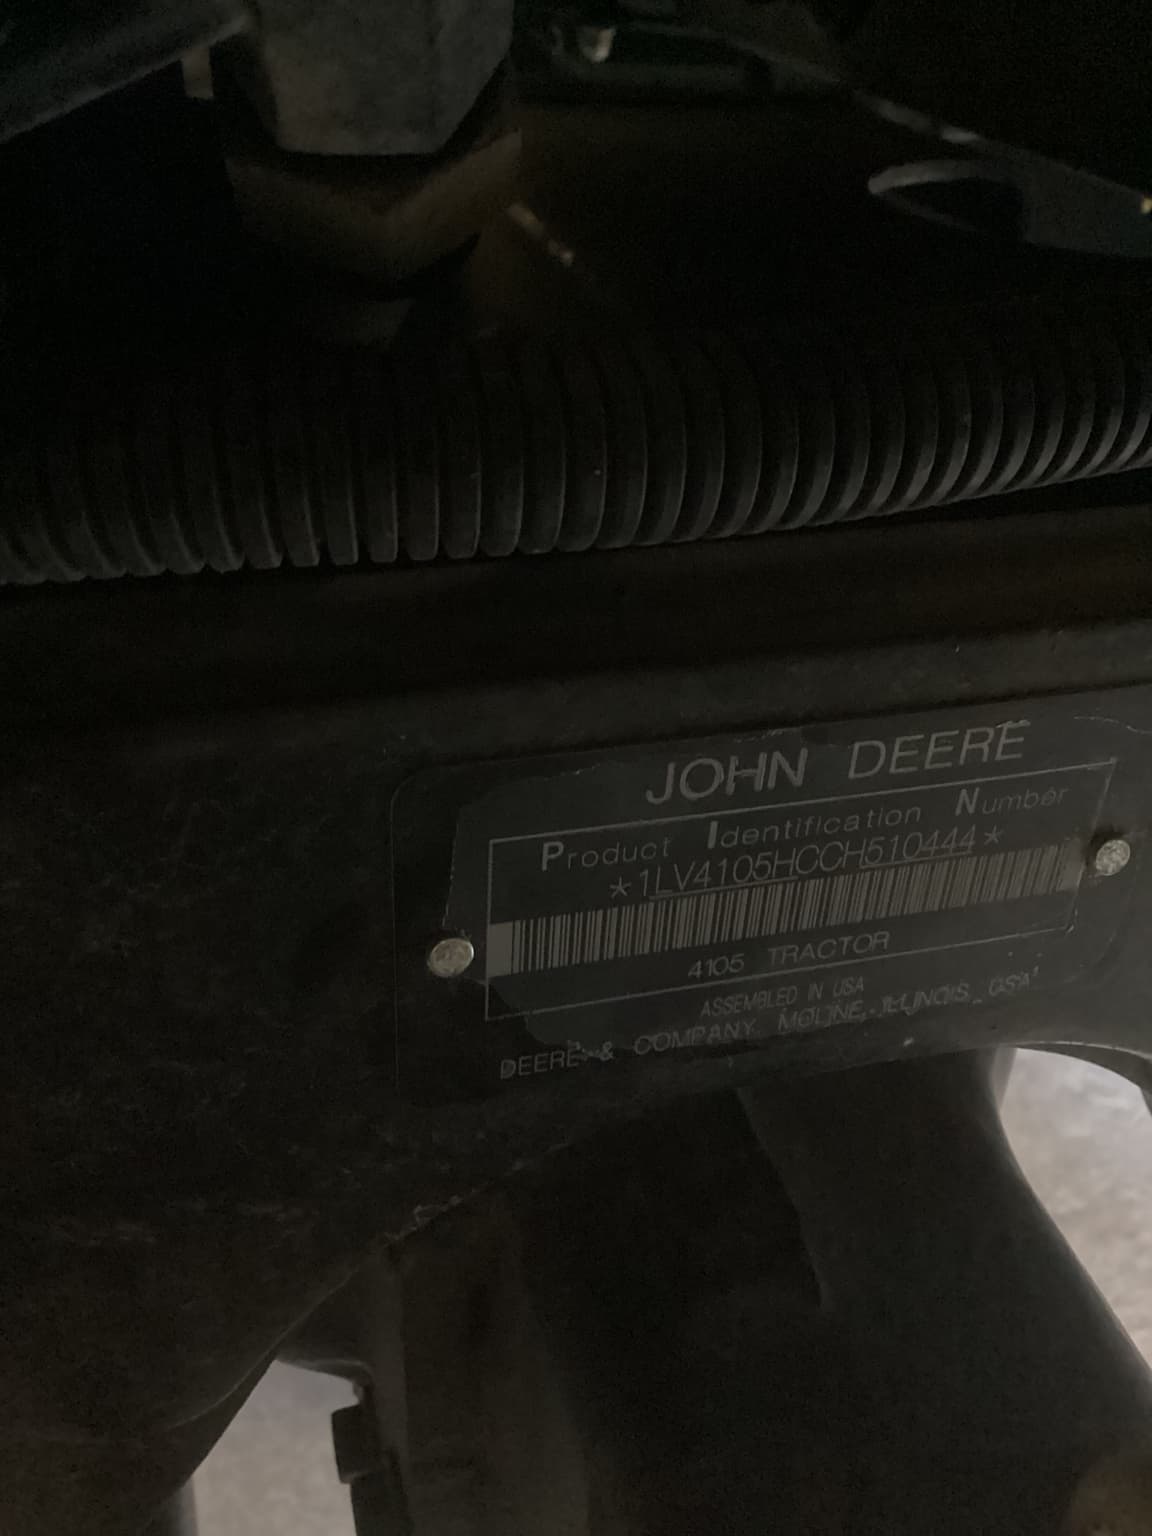 JOHN DEERE
Product Identification Number
*1LV4105HCCH510444*
4105 TRACTOR
ASSEMBLED IN USA
DEERE & COMPANY MOLINE, ILLINOIS USA